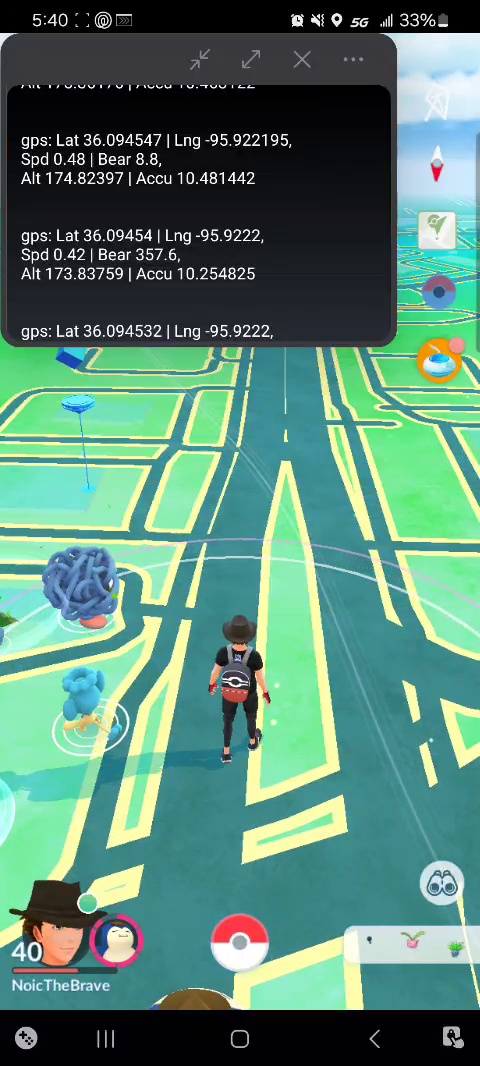 5:40
5G
33%
gps: Lat 36.094547 | Lng -95.922195,
Spd 0.48 | Bear 8.8,
Alt 174.82397 | Accu 10.481442
gps: Lat 36.09454 | Lng -95.9222,
Spd 0.42 | Bear 357.6,
Alt 173.83759 | Accu 10.254825
gps: Lat 36.094532 | Lng -95.9222,
40
NoicTheBrave